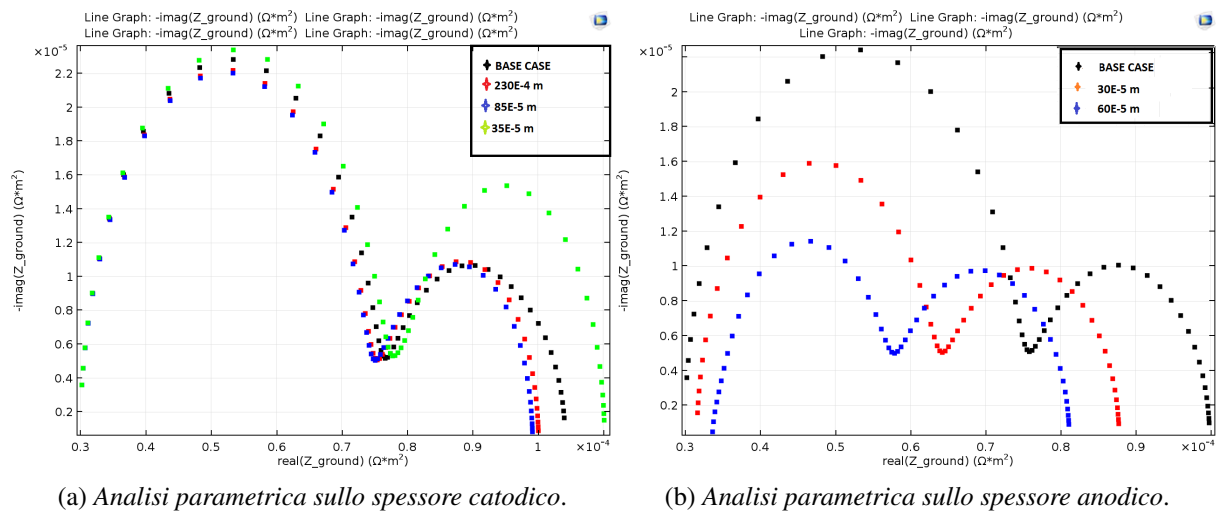 Line Graph: -imag(Z_ground) (Ω*m²) Line Graph: -imag(Z_ground) (Ω*m²)
Line Graph: -imag(Z_ground) (Ω*m²) Line Graph: -imag(Z_ground) (Ω*m²)
×10⁻⁵
2.2
2
1.8
1.6
1.4
1.2
1
0.8
0.6
0.4
0.2
-imag(Z_ground) (Ω*m²)
BASE CASE
230E-4 m
85E-5 m
35E-5 m
0.3 0.4 0.5 0.6 0.7 0.8 0.9 1 ×10⁻⁴
real(Z_ground) (Ω*m²)
(a) Analisi parametrica sullo spessore catodico.
Line Graph: -imag(Z_ground) (Ω*m²) Line Graph: -imag(Z_ground) (Ω*m²)
Line Graph: -imag(Z_ground) (Ω*m²)
×10⁻⁵
2.2
2
1.8
1.6
1.4
1.2
1
0.8
0.6
0.4
0.2
-imag(Z_ground) (Ω*m²)
BASE CASE
30E-5 m
60E-5 m
0.3 0.4 0.5 0.6 0.7 0.8 0.9 1 ×10⁻⁴
real(Z_ground) (Ω*m²)
(b) Analisi parametrica sullo spessore anodico.